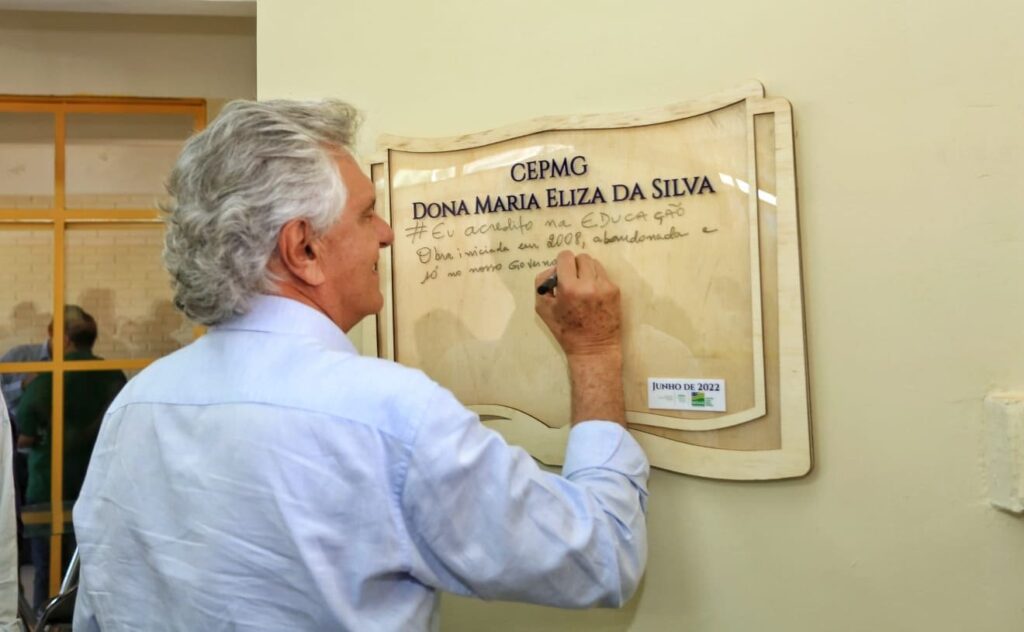 CEPMG
DONA MARIA ELIZA DA SILVA
#Eu acredito na EDUCAÇÃO
Obra iniciada em 2008, abandonada e
só no nosso Governo
JUNHO DE 2022